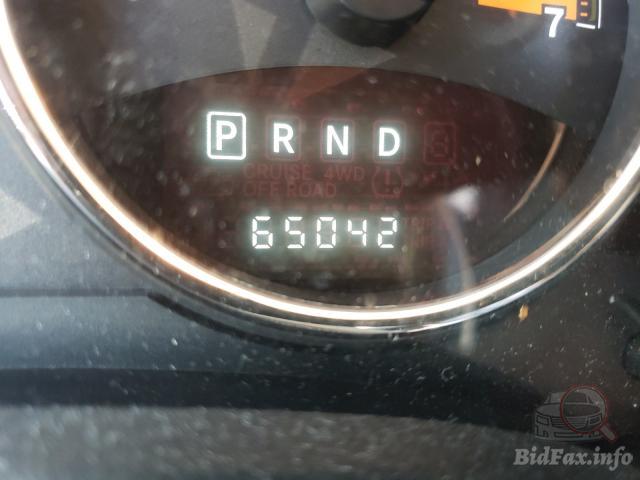 7
P R N D
CRUISE 4WD
OFF ROAD
65042
BidFax.info